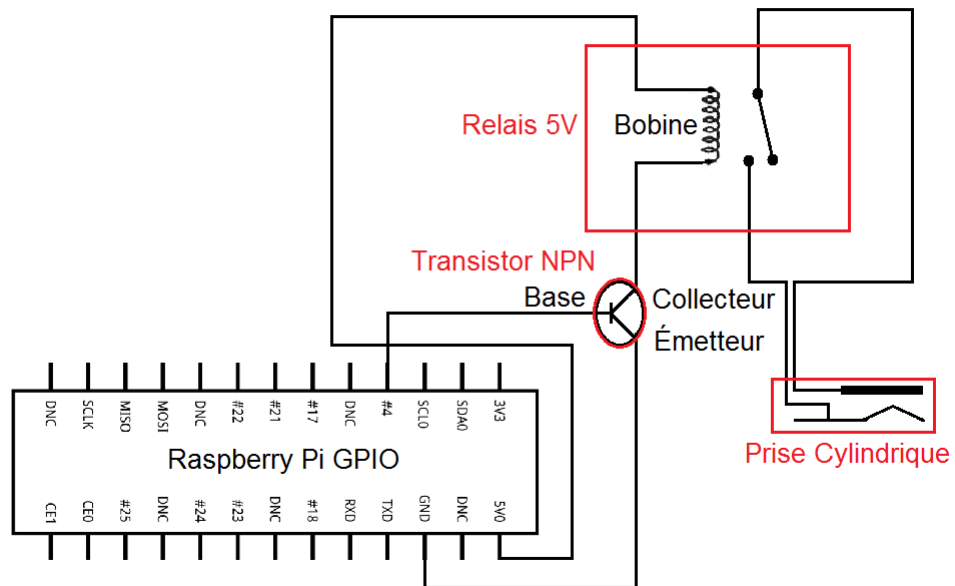 Relais 5V
Bobine
Transistor NPN
Base
Collecteur
Émetteur
DNC
SCLK
MISO
MOSI
DNC
#22
#21
#17
DNC
#4
SCL0
SDA0
3V3
Raspberry Pi GPIO
CE1
CE0
#25
DNC
#24
#23
DNC
#18
RXD
TXD
GND
DNC
5V0
Prise Cylindrique